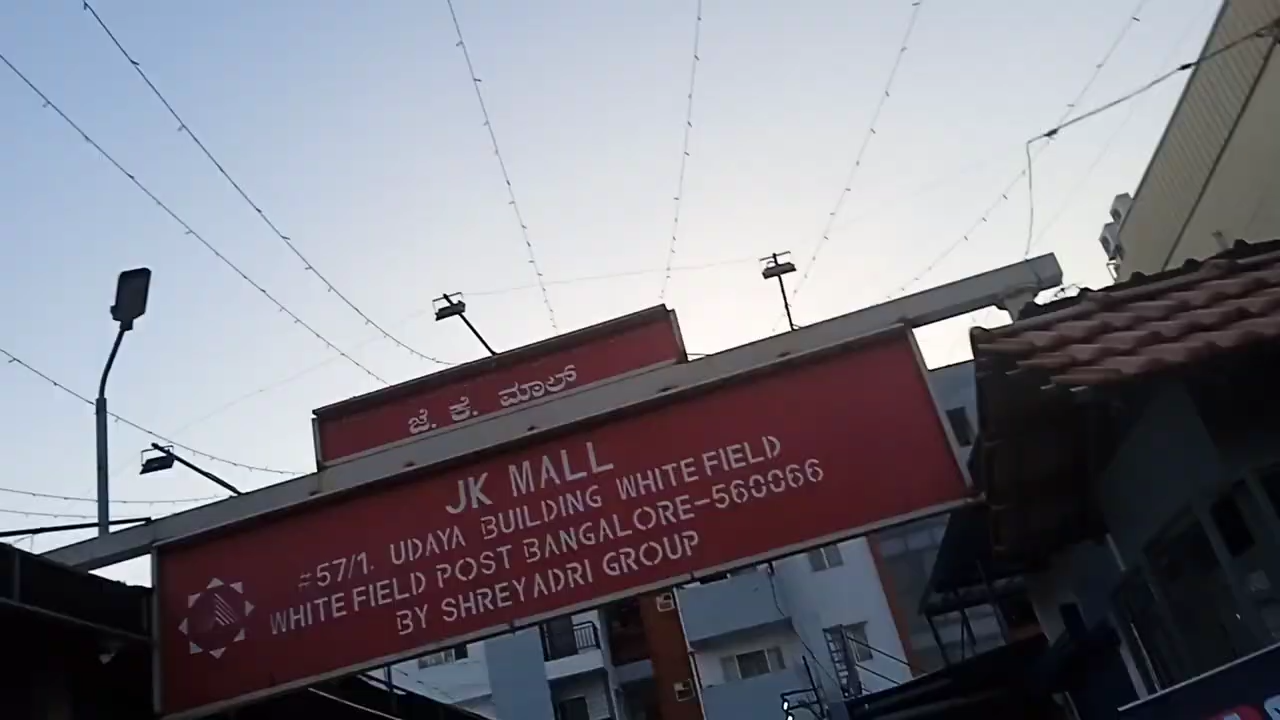 ಜೆ. ಕೆ. ಮಾಲ್
JK MALL
#57/1, UDAYA BUILDING WHITE FIELD
WHITE FIELD POST BANGALORE-560066
BY SHREYADRI GROUP